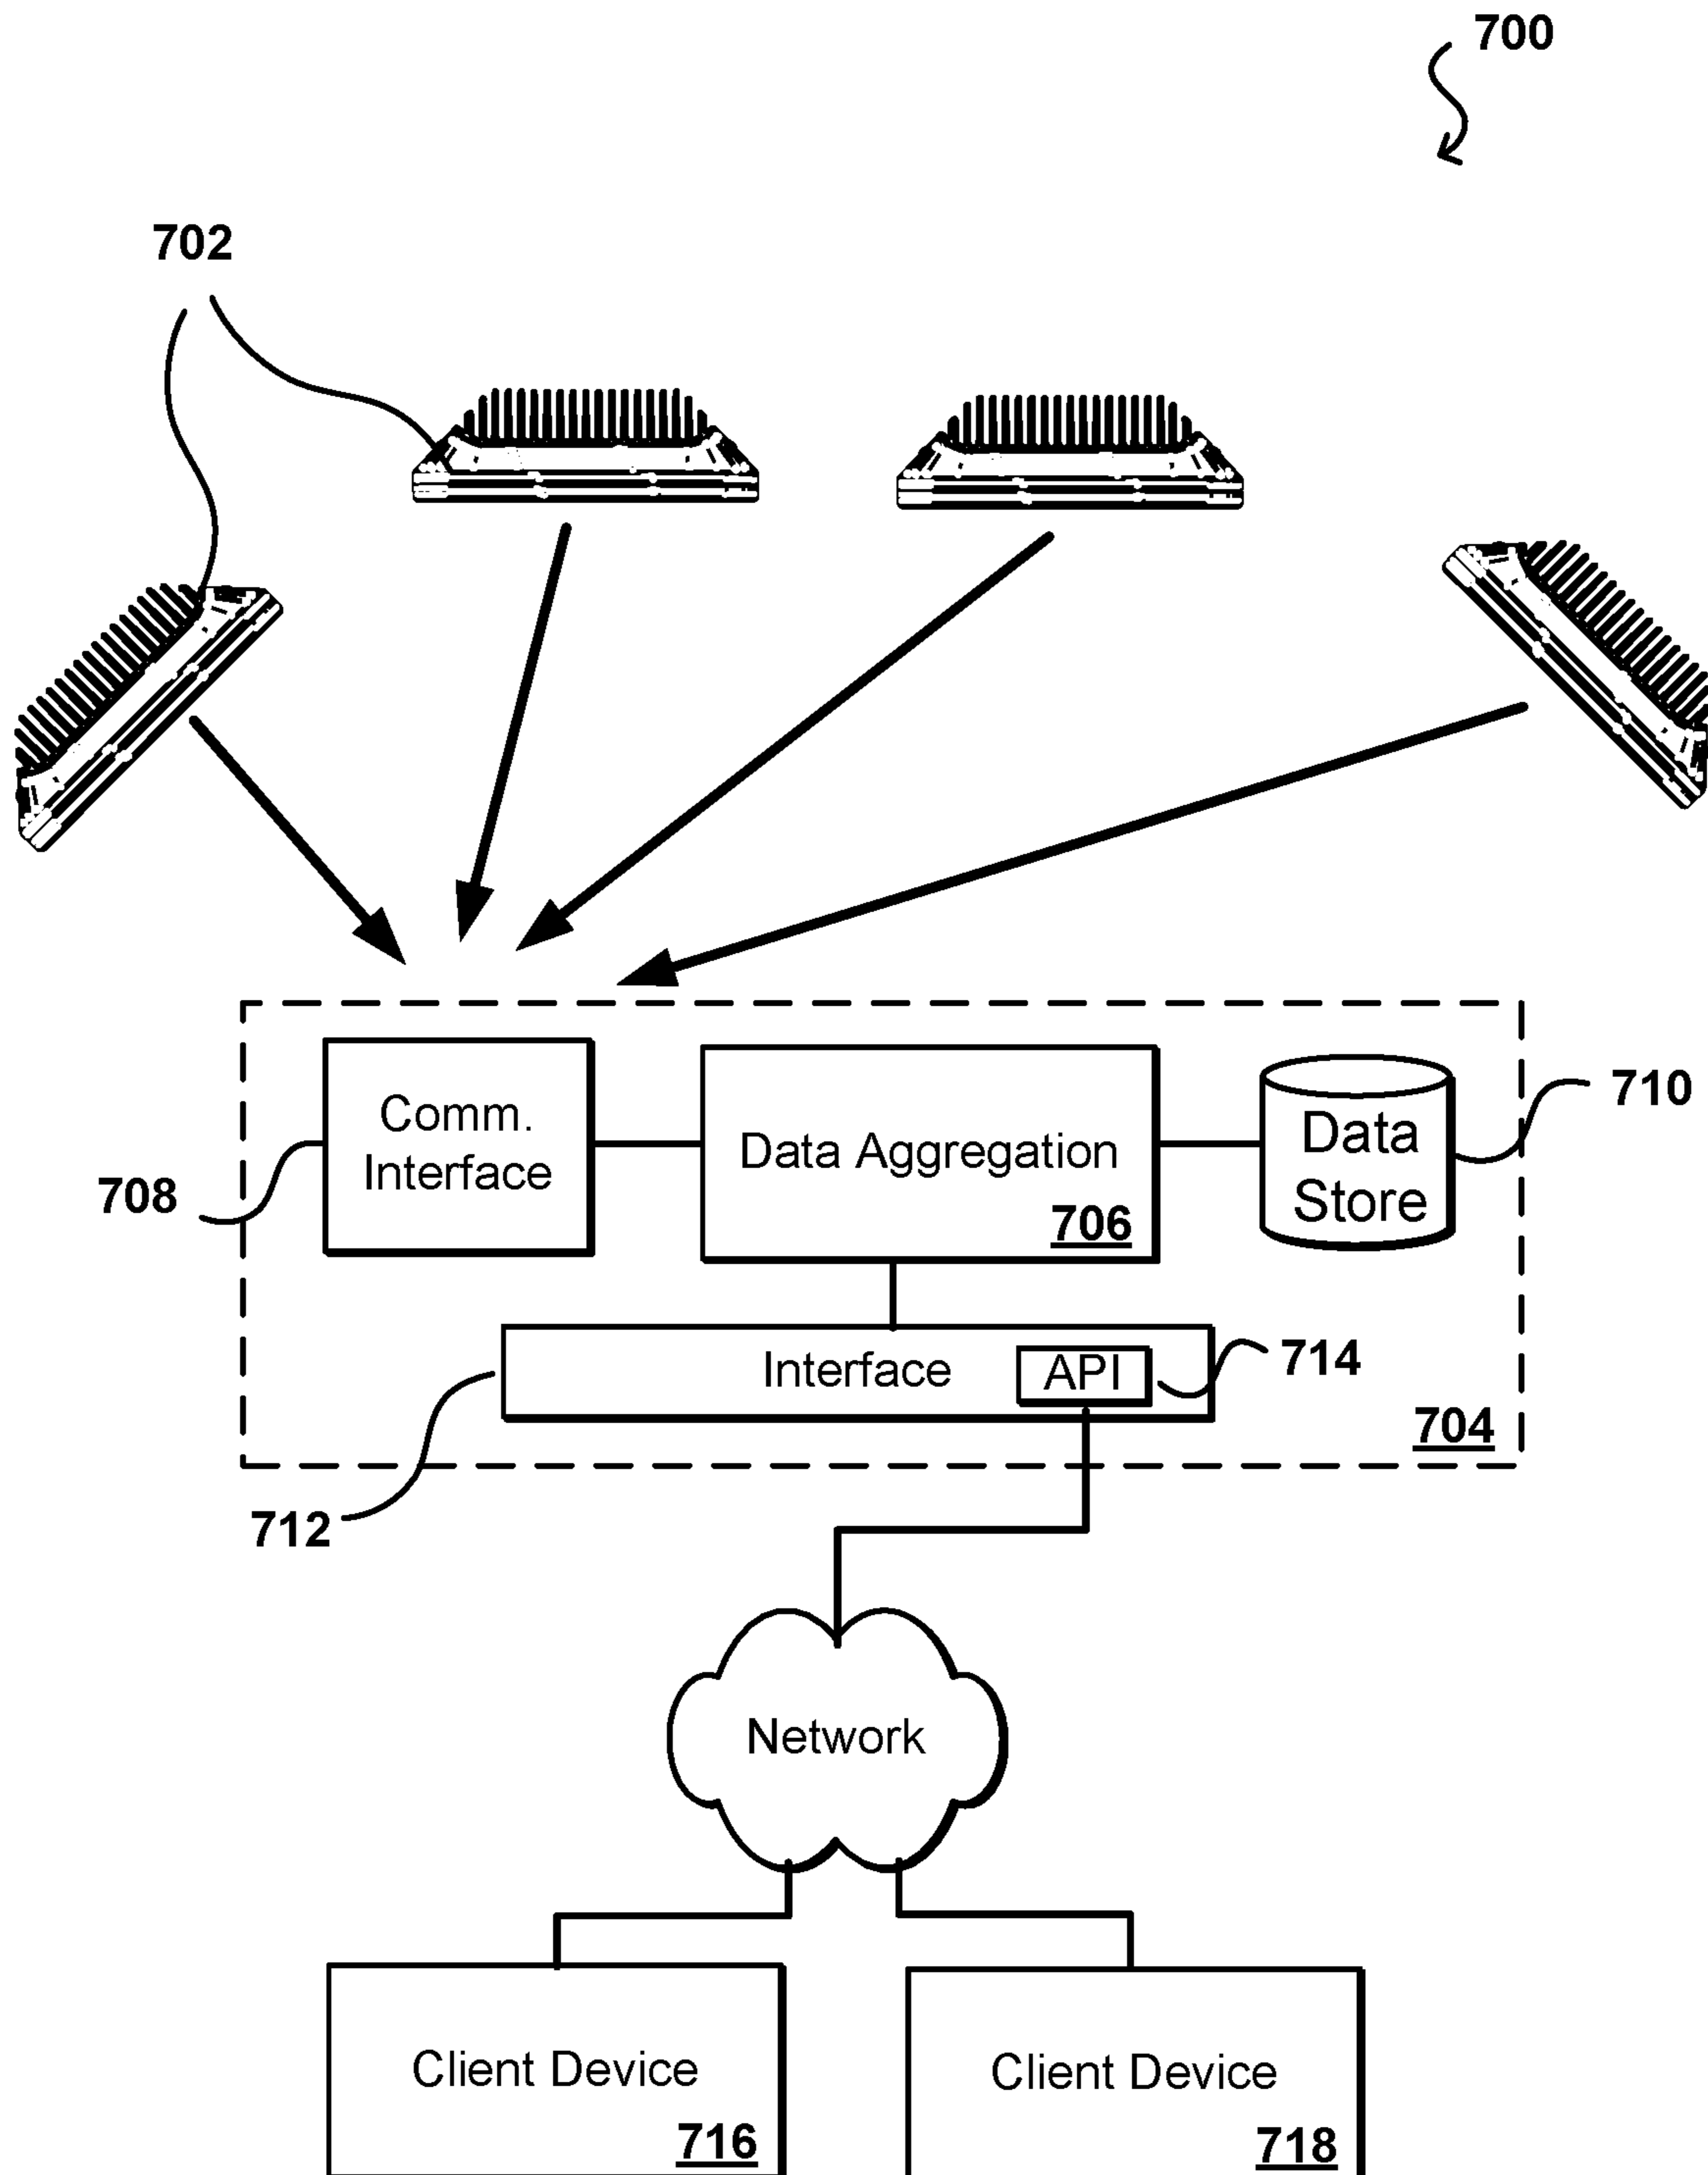 700
702
Comm.
Interface
708
Data Aggregation
706
Data
Store
710
Interface
API
714
704
712
Network
Client Device
716
Client Device
718